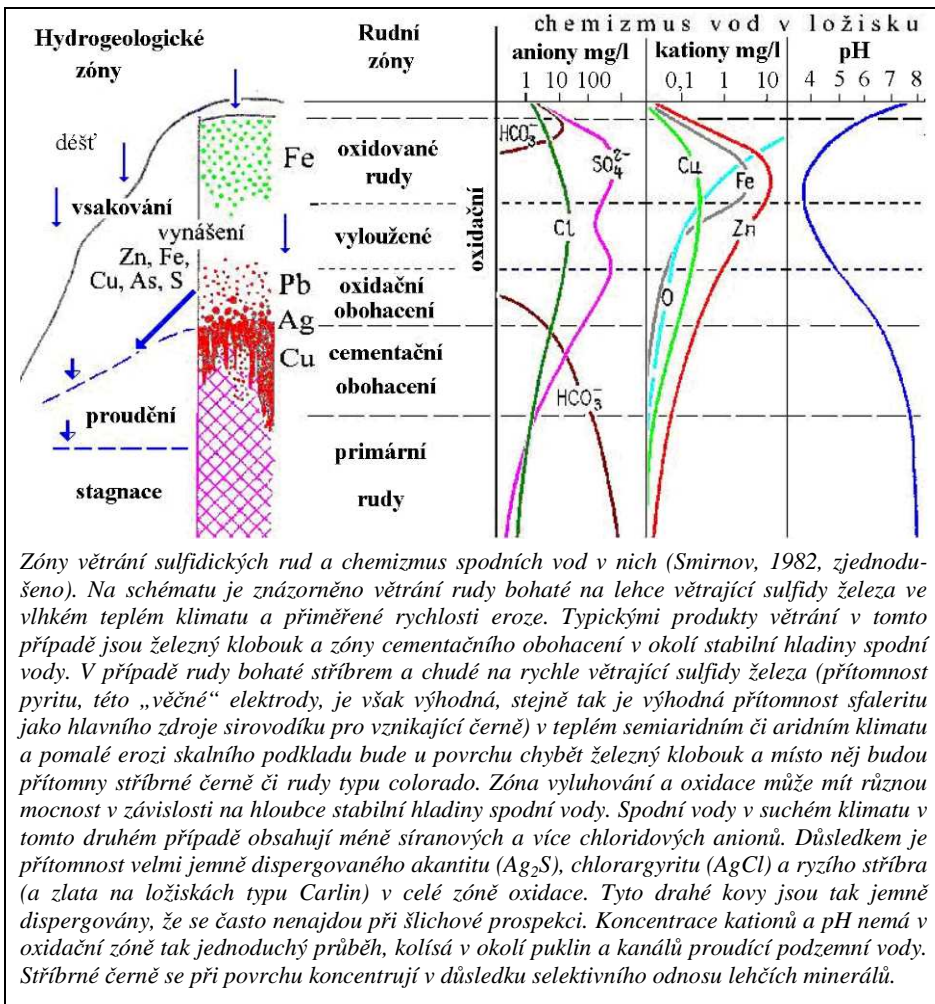 chemizmus vod v ložisku
Hydrogeologické
zóny
Rudní
zóny
aniony mg/l
kationy mg/l
pH
1 10 100
0,1 1 10
4 5 6 7 8
déšť
vsakování
vynášení
Zn, Fe,
Cu, As, S
proudění
stagnace
Fe
Pb
Ag
Cu
oxidované
rudy
vyloužené
oxidační
obohacení
cementační
obohacení
primární
rudy
oxidační
HCO₃⁻
SO₄²⁻
Cl
HCO₃⁻
Cu
Fe
Zn
O
Zóny větrání sulfidických rud a chemizmus spodních vod v nich (Smirnov, 1982, zjednodu-
šeno). Na schématu je znázorněno větrání rudy bohaté na lehce větrající sulfidy železa ve
vlhkém teplém klimatu a přiměřené rychlosti eroze. Typickými produkty větrání v tomto
případě jsou železný klobouk a zóny cementačního obohacení v okolí stabilní hladiny spodní
vody. V případě rudy bohaté stříbrem a chudé na rychle větrající sulfidy železa (přítomnost
pyritu, této „věčné“ elektrody, je však výhodná, stejně tak je výhodná přítomnost sfaleritu
jako hlavního zdroje sirovodíku pro vznikající černě) v teplém semiaridním či aridním klimatu
a pomalé erozi skalního podkladu bude u povrchu chybět železný klobouk a místo něj budou
přítomny stříbrné černě či rudy typu colorado. Zóna vyluhování a oxidace může mít různou
mocnost v závislosti na hloubce stabilní hladiny spodní vody. Spodní vody v suchém klimatu v
tomto druhém případě obsahují méně síranových a více chloridových anionů. Důsledkem je
přítomnost velmi jemně dispergovaného akantitu (Ag₂S), chlorargyritu (AgCl) a ryzího stříbra
(a zlata na ložiskách typu Carlin) v celé zóně oxidace. Tyto drahé kovy jsou tak jemně
dispergovány, že se často nenajdou při šlichové prospekci. Koncentrace kationů a pH nemá v
oxidační zóně tak jednoduchý průběh, kolísá v okolí puklin a kanálů proudící podzemní vody.
Stříbrné černě se při povrchu koncentrují v důsledku selektivního odnosu lehčích minerálů.